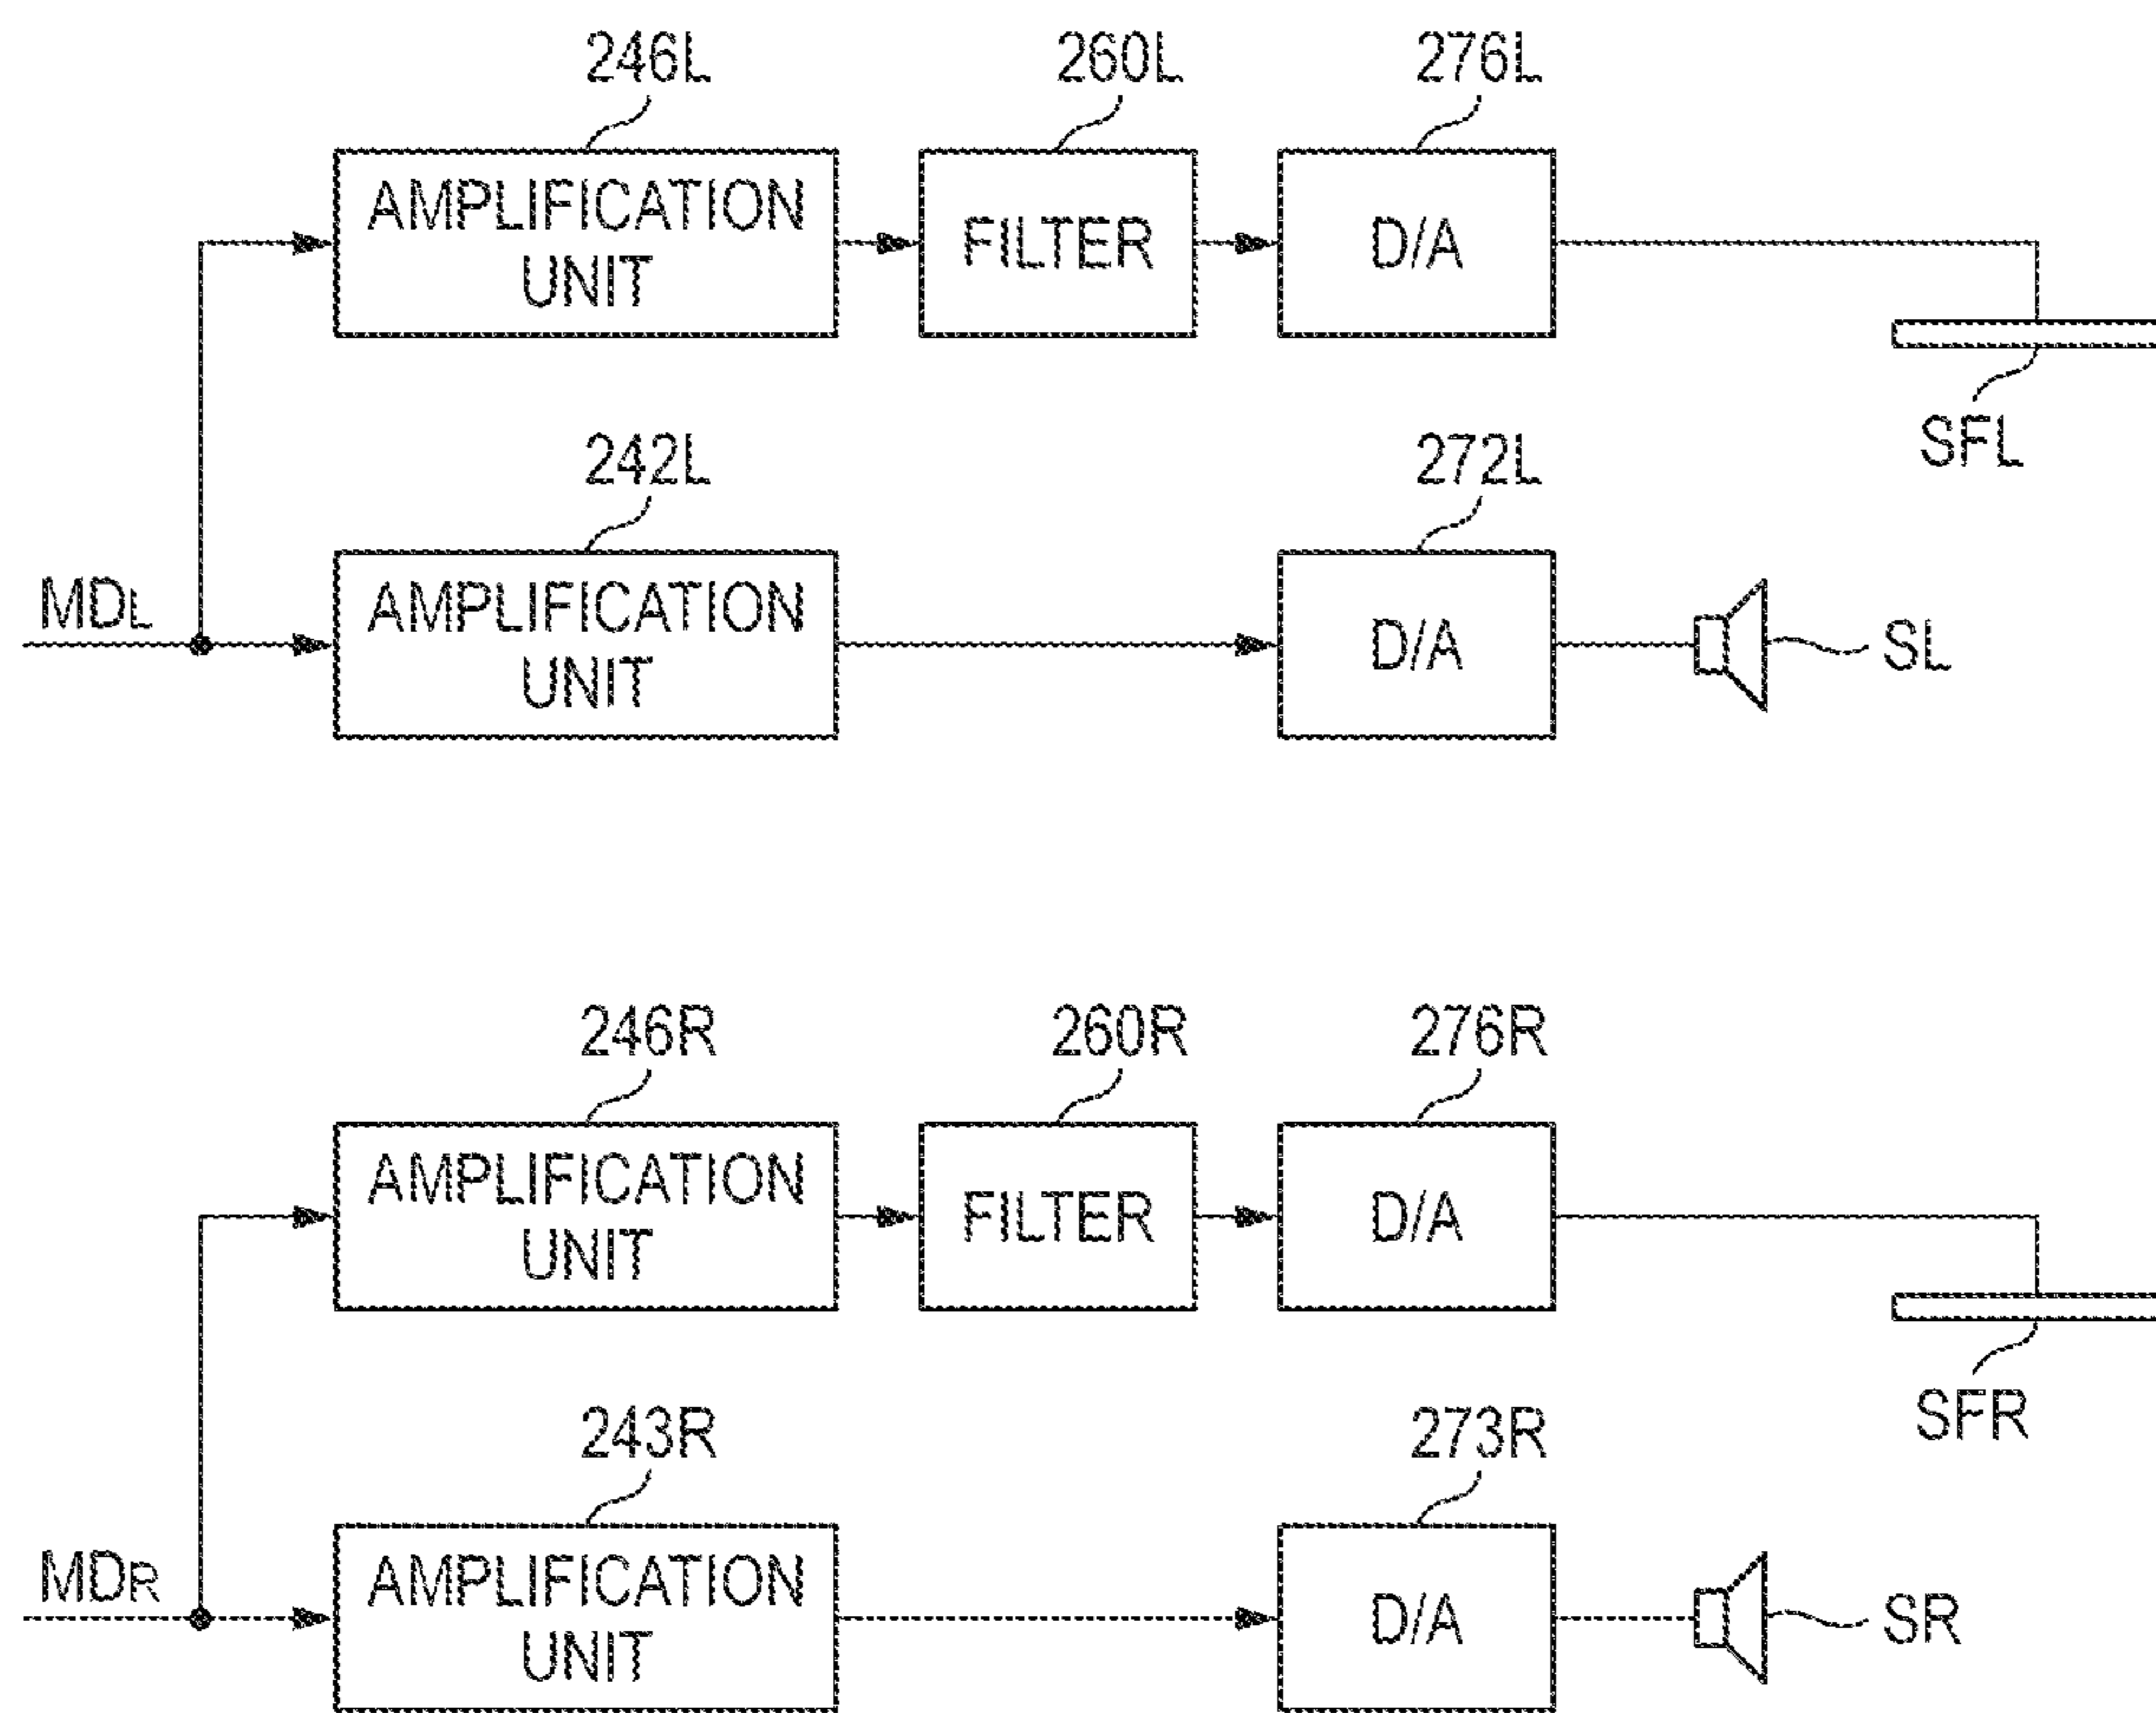 246L 260L 276L
AMPLIFICATION
UNIT
FILTER
D/A
SFL
242L 272L
MDL
AMPLIFICATION
UNIT
D/A
SL
246R 260R 276R
AMPLIFICATION
UNIT
FILTER
D/A
SFR
243R 273R
MDR
AMPLIFICATION
UNIT
D/A
SR